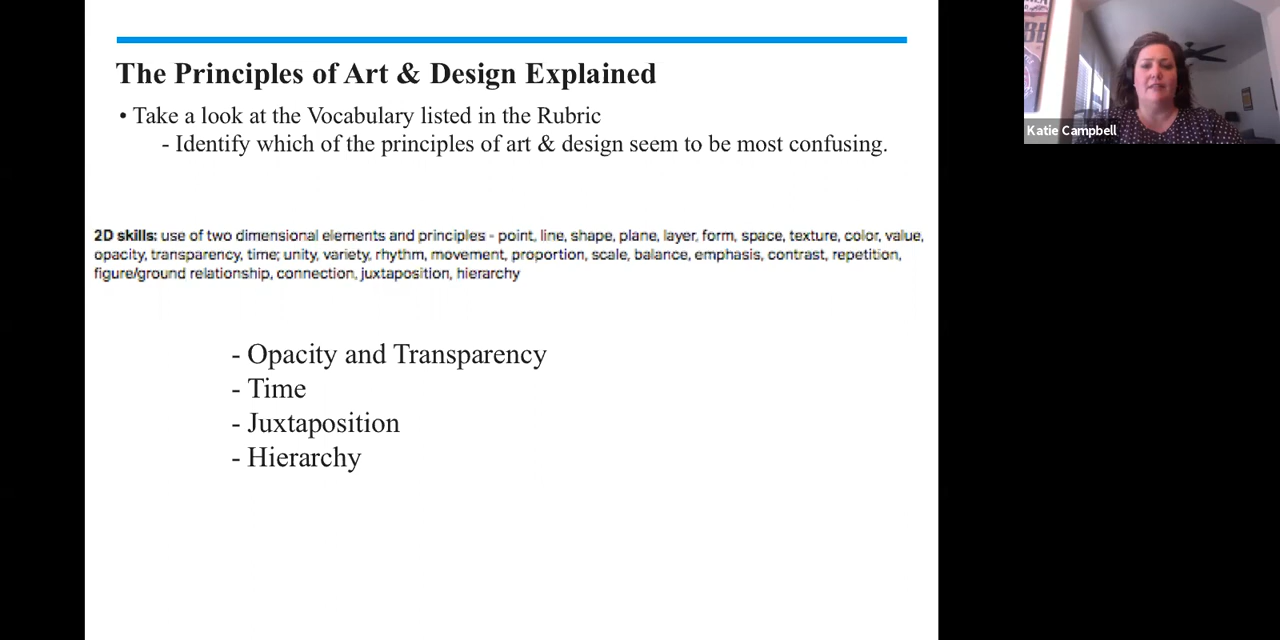 The Principles of Art & Design Explained
• Take a look at the Vocabulary listed in the Rubric
- Identify which of the principles of art & design seem to be most confusing.
2D skills: use of two dimensional elements and principles - point, line, shape, plane, layer, form, space, texture, color, value,
opacity, transparency, time; unity, variety, rhythm, movement, proportion, scale, balance, emphasis, contrast, repetition,
figure/ground relationship, connection, juxtaposition, hierarchy
- Opacity and Transparency
- Time
- Juxtaposition
- Hierarchy
Katie Campbell